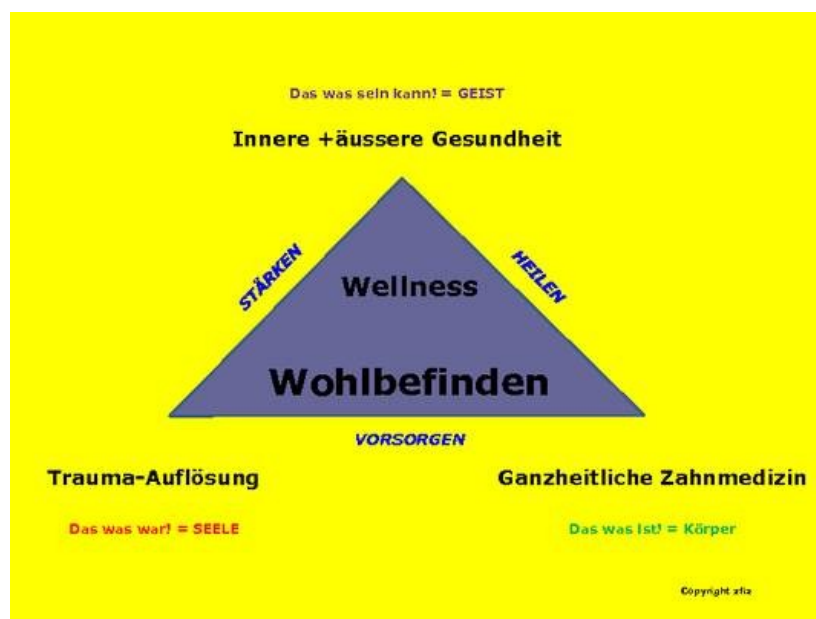 Das was sein kann! = GEIST
Innere +äussere Gesundheit
STÄRKEN
HEILEN
Wellness
Wohlbefinden
VORSORGEN
Trauma-Auflösung
Ganzheitliche Zahnmedizin
Das was war! = SEELE
Das was ist! = Körper
Copyright zfiz